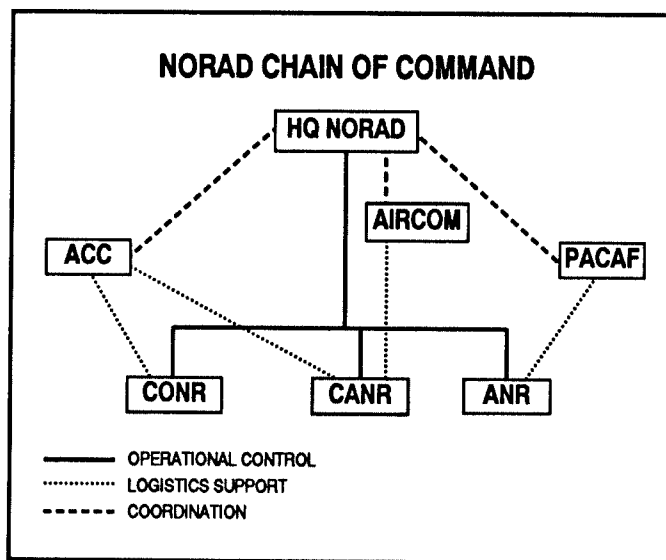 NORAD CHAIN OF COMMAND
HQ NORAD
AIRCOM
ACC
PACAF
CONR
CANR
ANR
OPERATIONAL CONTROL
LOGISTICS SUPPORT
COORDINATION